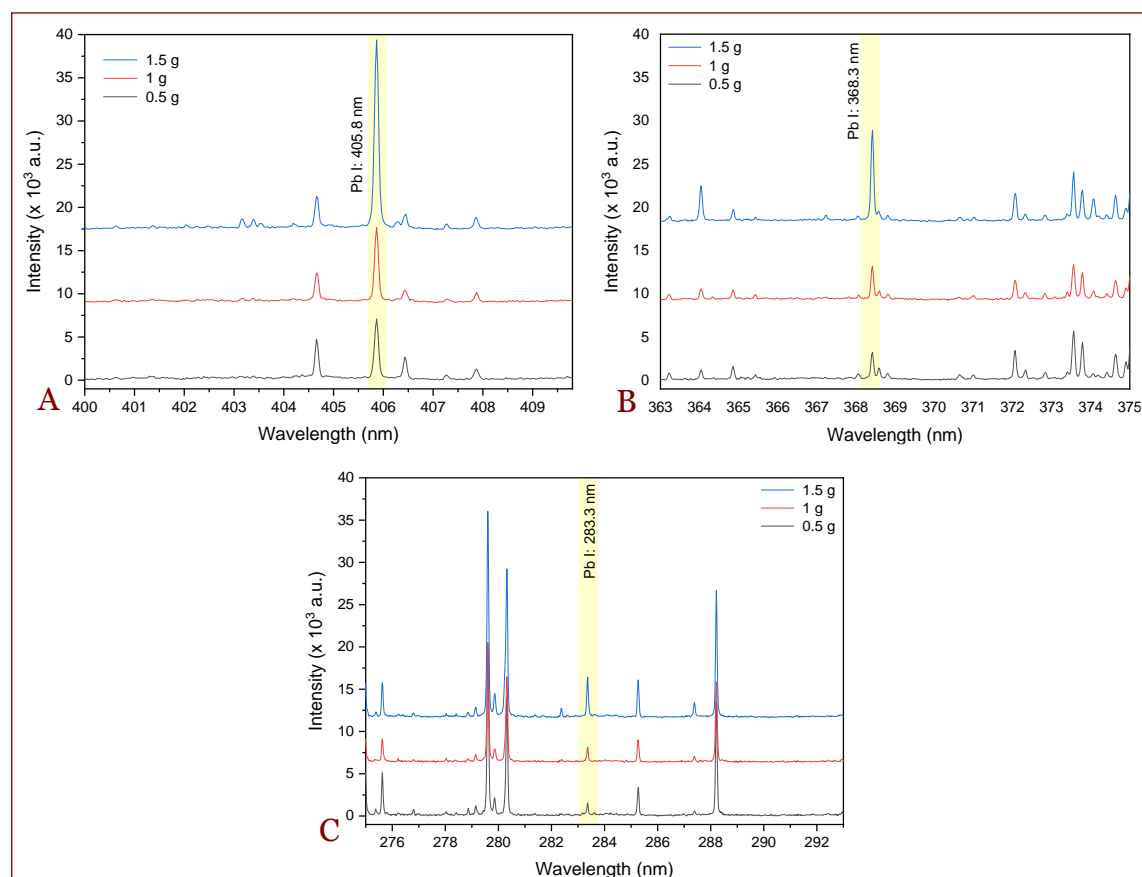 40
35
30
25
20
15
10
5
0
Intensity (x 10³ a.u.)
1.5 g
1 g
0.5 g
Pb I: 405.8 nm
A
400 401 402 403 404 405 406 407 408 409
Wavelength (nm)
40
35
30
25
20
15
10
5
0
Intensity (x 10³ a.u.)
1.5 g
1 g
0.5 g
Pb I: 368.3 nm
B
363 364 365 366 367 368 369 370 371 372 373 374 375
Wavelength (nm)
40
35
30
25
20
15
10
5
0
Intensity (x 10³ a.u.)
1.5 g
1 g
0.5 g
Pb I: 283.3 nm
C
276 278 280 282 284 286 288 290 292
Wavelength (nm)